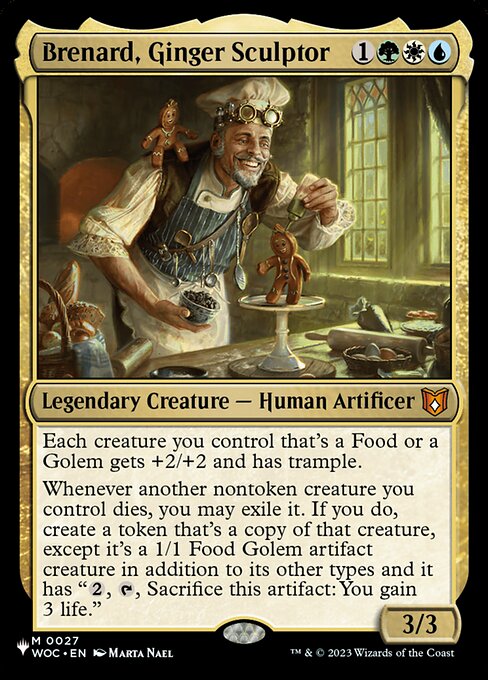 Brenard, Ginger Sculptor 1
Legendary Creature — Human Artificer
Each creature you control that's a Food or a
Golem gets +2/+2 and has trample.
Whenever another nontoken creature you
control dies, you may exile it. If you do,
create a token that's a copy of that creature,
except it's a 1/1 Food Golem artifact
creature in addition to its other types and it
has “2, , Sacrifice this artifact: You gain
3 life.”
3/3
M 0027
WOC • EN Marta Nael
™ & © 2023 Wizards of the Coast